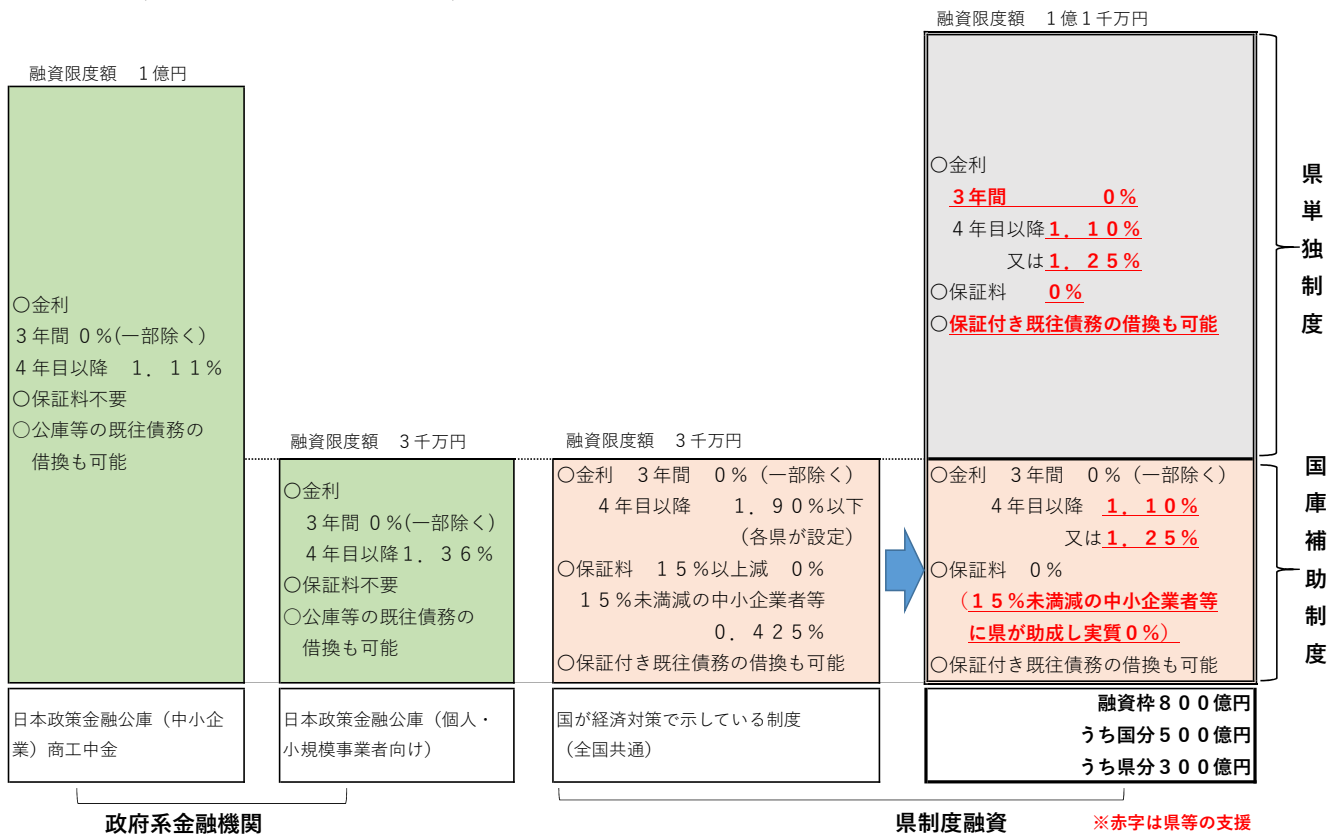 融資限度額　１億１千万円
融資限度額　１億円
○金利
３年間　０％
４年目以降１．１０％
又は１．２５％
○保証料　０％
○保証付き既往債務の借換も可能
県単独制度
○金利
３年間 ０％(一部除く)
４年目以降　１．１１％
○保証料不要
○公庫等の既往債務の
借換も可能
融資限度額　３千万円
○金利
３年間 ０％(一部除く)
４年目以降１．３６％
○保証料不要
○公庫等の既往債務の
借換も可能
融資限度額　３千万円
○金利　３年間　０％（一部除く）
４年目以降　１．９０％以下
（各県が設定）
○保証料　１５％以上減　０％
１５％未満減の中小企業者等
０．４２５％
○保証付き既往債務の借換も可能
○金利　３年間　０％（一部除く）
４年目以降　１．１０％
又は１．２５％
○保証料　０％
（１５％未満減の中小企業者等
に県が助成し実質０％）
○保証付き既往債務の借換も可能
国庫補助制度
日本政策金融公庫（中小企
業）商工中金
日本政策金融公庫（個人・
小規模事業者向け）
国が経済対策で示している制度
（全国共通）
融資枠８００億円
うち国分５００億円
うち県分３００億円
政府系金融機関
県制度融資
※赤字は県等の支援